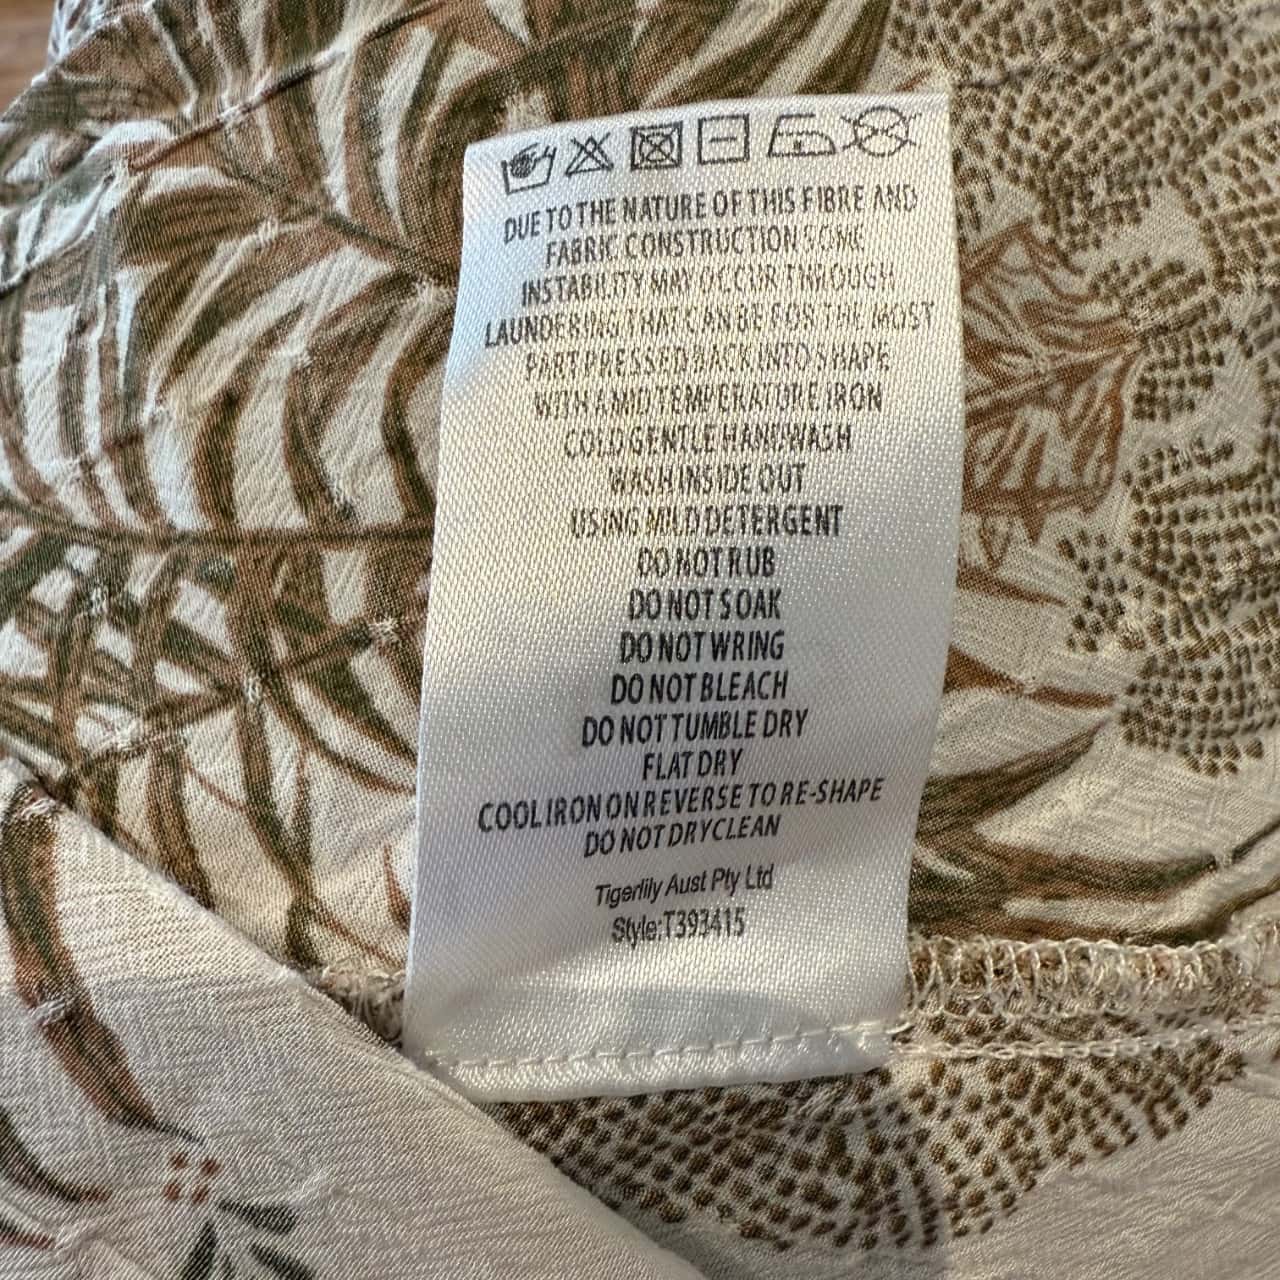 DUE TO THE NATURE OF THIS FIBRE AND
FABRIC CONSTRUCTION SOME
INSTABILITY MAY OCCUR THROUGH
LAUNDERING THAT CAN BE FOR THE MOST
PART PRESSED BACK INTO SHAPE
WITH A MID TEMPERATURE IRON
COLD GENTLE HANDWASH
WASH INSIDE OUT
USING MILD DETERGENT
DO NOT RUB
DO NOT SOAK
DO NOT WRING
DO NOT BLEACH
DO NOT TUMBLE DRY
FLAT DRY
COOL IRON ON REVERSE TO RE-SHAPE
DO NOT DRYCLEAN
Tigerlily Aust Pty Ltd
Style:T393415